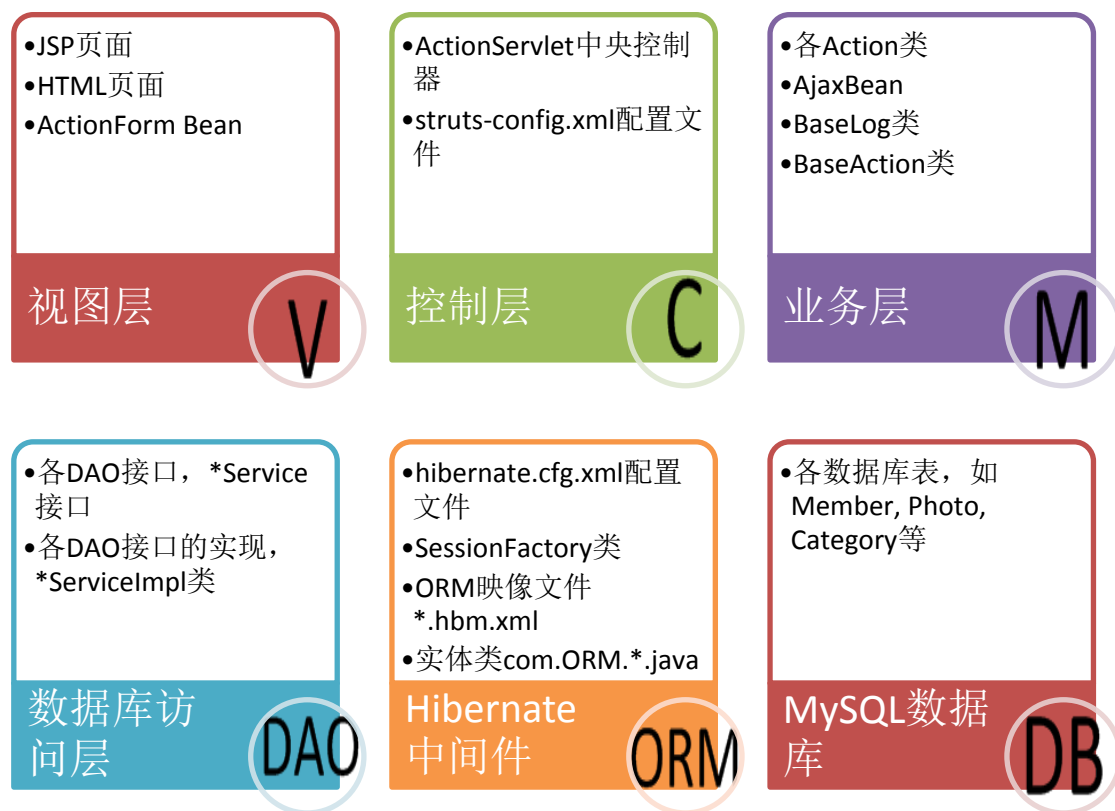 •JSP页面
•HTML页面
•ActionForm Bean
视图层
V
•ActionServlet中央控制
器
•struts-config.xml配置文
件
控制层
C
•各Action类
•AjaxBean
•BaseLog类
•BaseAction类
业务层
M
•各DAO接口，*Service
接口
•各DAO接口的实现，
*ServiceImpl类
数据库访
问层
DAO
•hibernate.cfg.xml配置
文件
•SessionFactory类
•ORM映像文件
*.hbm.xml
•实体类com.ORM.*.java
Hibernate
中间件
ORM
•各数据库表，如
Member, Photo,
Category等
MySQL数据
库
DB